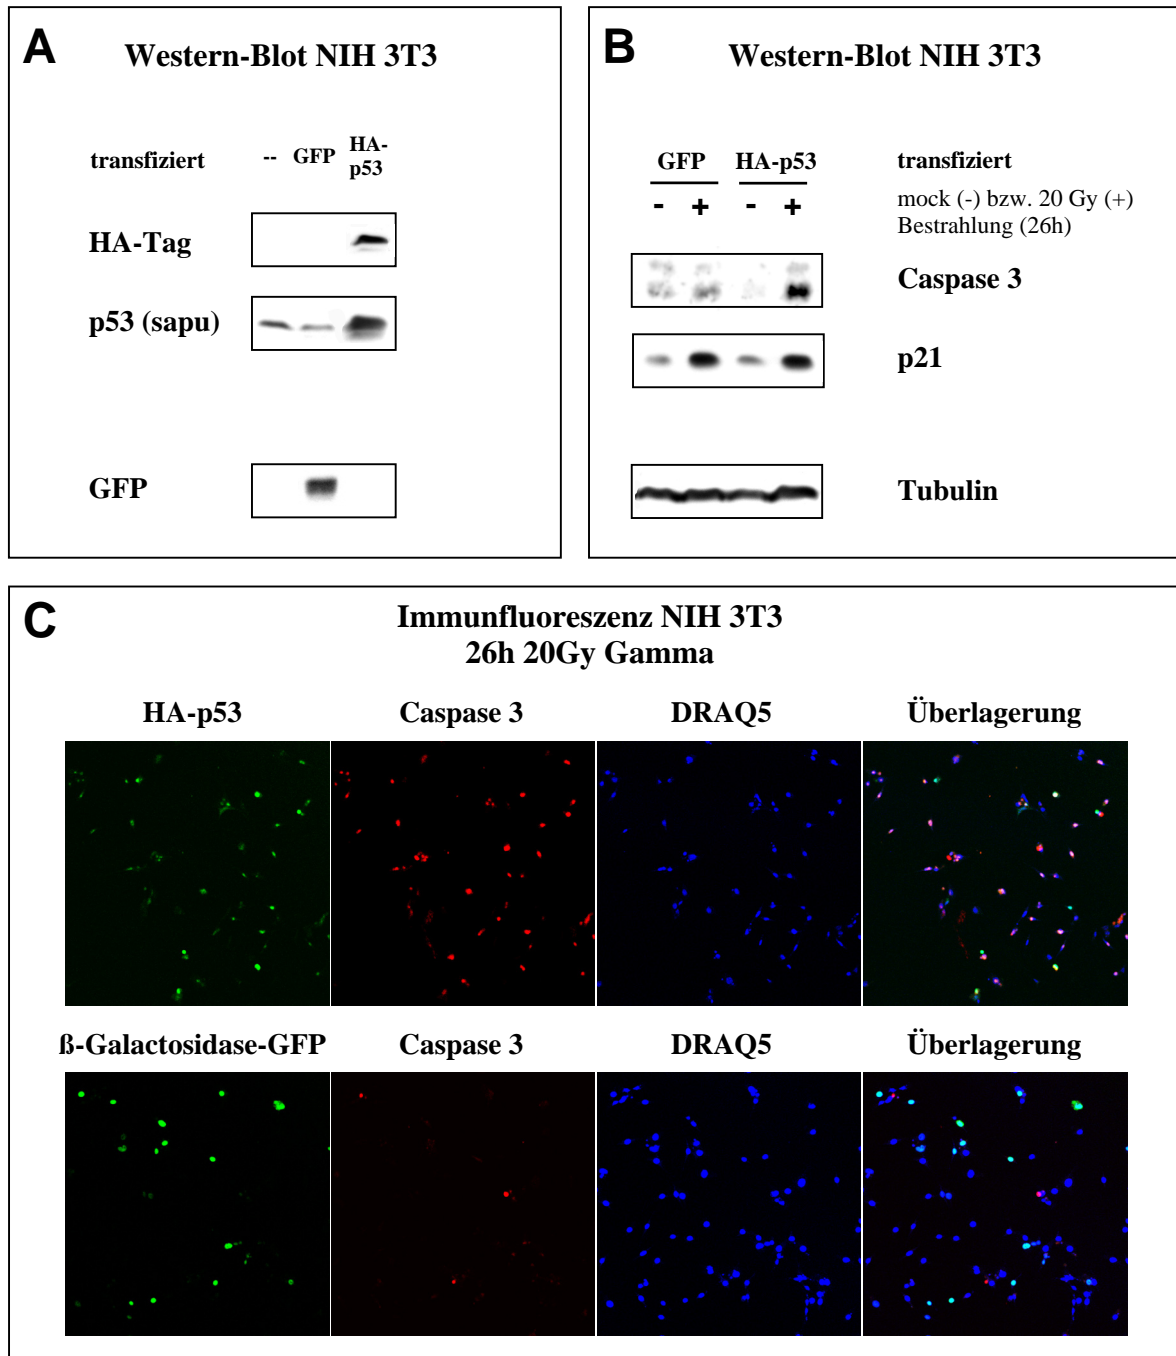 A
Western-Blot NIH 3T3
transfiziert -- GFP HA-
p53
HA-Tag
p53 (sapu)
GFP
B
Western-Blot NIH 3T3
GFP HA-p53 transfiziert
- + - + mock (-) bzw. 20 Gy (+)
Bestrahlung (26h)
Caspase 3
p21
Tubulin
C
Immunfluoreszenz NIH 3T3
26h 20Gy Gamma
HA-p53 Caspase 3 DRAQ5 Überlagerung
ß-Galactosidase-GFP Caspase 3 DRAQ5 Überlagerung